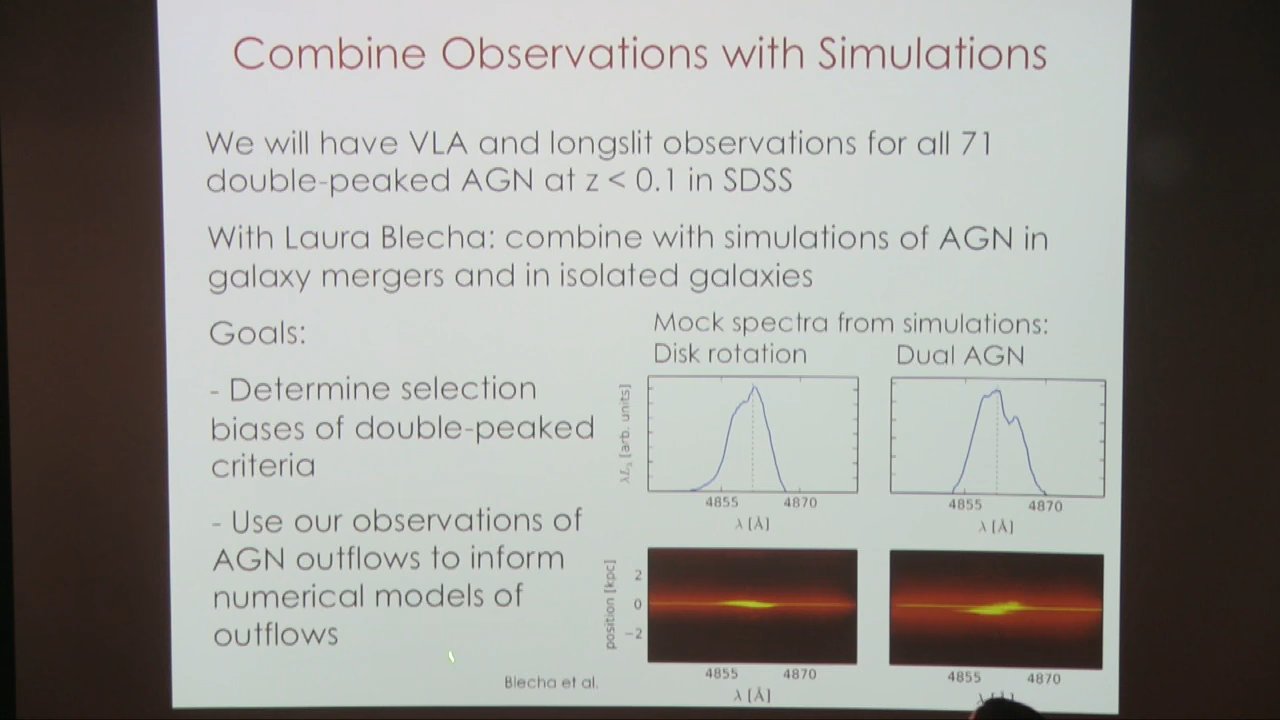 Combine Observations with Simulations
We will have VLA and longslit observations for all 71
double-peaked AGN at z < 0.1 in SDSS
With Laura Blecha: combine with simulations of AGN in
galaxy mergers and in isolated galaxies
Goals:
- Determine selection
biases of double-peaked
criteria
- Use our observations of
AGN outflows to inform
numerical models of
outflows
Blecha et al.
Mock spectra from simulations:
Disk rotation
Dual AGN
λLλ [arb. units]
4855 4870
λ [Å]
4855 4870
λ [Å]
position [kpc]
2
0
−2
4855 4870
λ [Å]
4855 4870